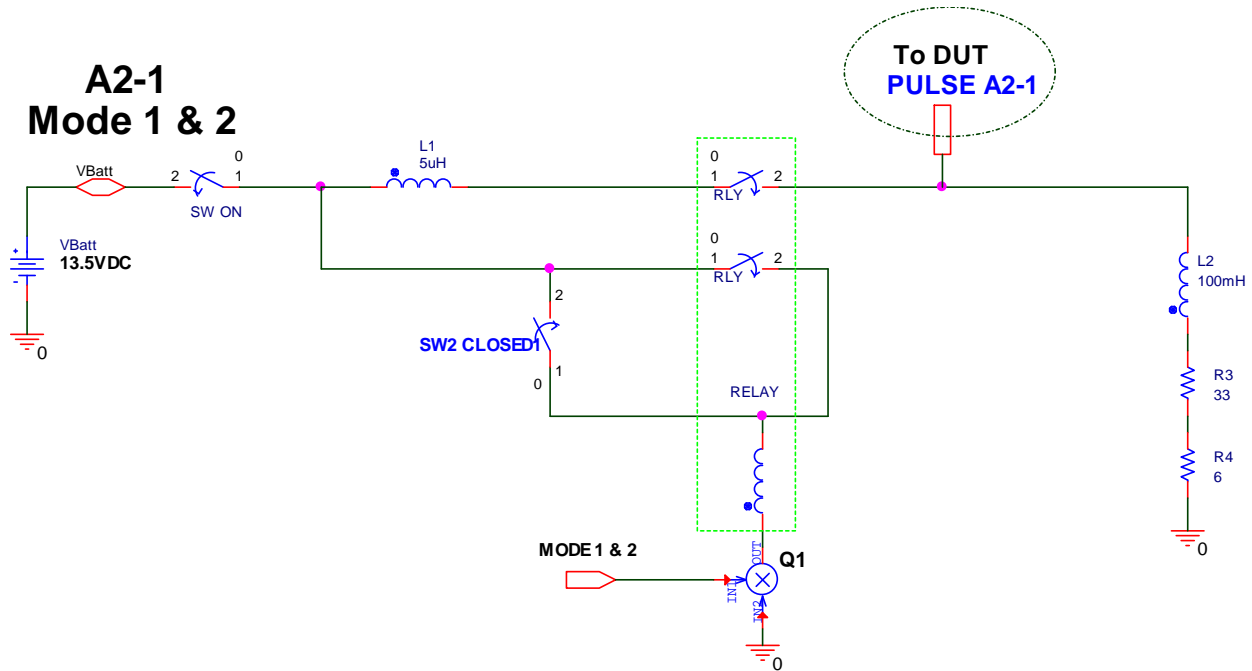 A2-1
Mode 1 & 2
To DUT
PULSE A2-1
VBatt
2
0
1
SW ON
L1
5uH
0
1
2
RLY
VBatt
13.5VDC
0
0
1
2
RLY
L2
100mH
2
SW2 CLOSED1
0
1
RELAY
R3
33
R4
6
MODE 1 & 2
OUT
Q1
IN1
IN2
0
0